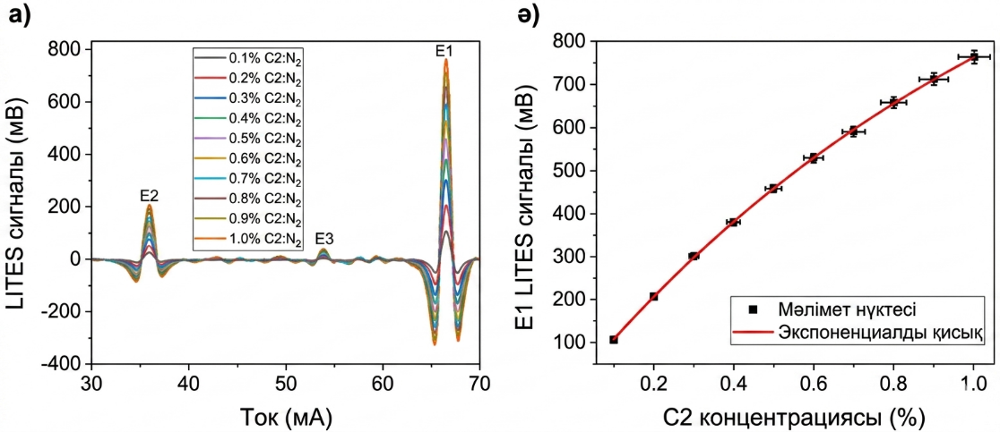 а)
LITES сигналы (мВ)
800
600
400
200
0
-200
-400
E2
E3
E1
0.1% C2:N₂
0.2% C2:N₂
0.3% C2:N₂
0.4% C2:N₂
0.5% C2:N₂
0.6% C2:N₂
0.7% C2:N₂
0.8% C2:N₂
0.9% C2:N₂
1.0% C2:N₂
30 40 50 60 70
Ток (мА)
ә)
E1 LITES сигналы (мВ)
800
700
600
500
400
300
200
100
Мәлімет нүктесі
Экспоненциалды қисық
0.2 0.4 0.6 0.8 1.0
C2 концентрациясы (%)